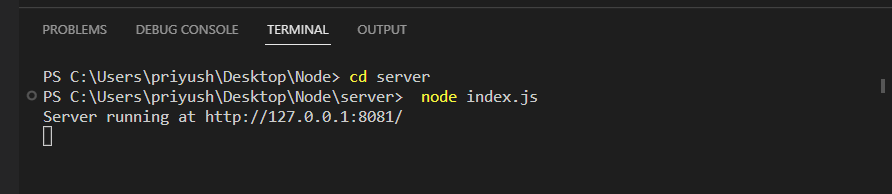 PROBLEMS DEBUG CONSOLE TERMINAL OUTPUT
PS C:\Users\priyush\Desktop\Node> cd server
PS C:\Users\priyush\Desktop\Node\server>  node index.js
Server running at http://127.0.0.1:8081/